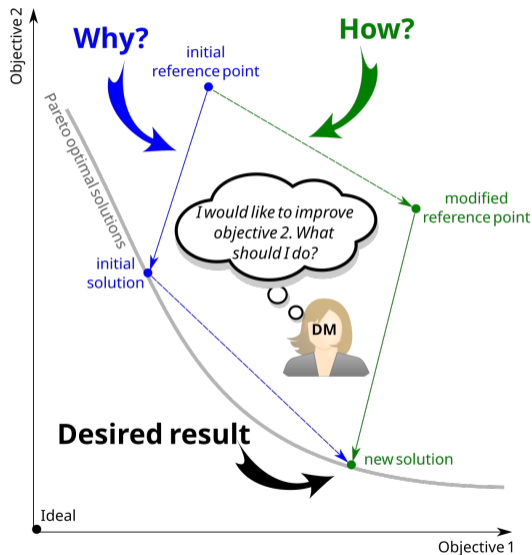 Objective 2
Why?
How?
initial
reference point
Pareto optimal solutions
I would like to improve
objective 2. What
should I do?
modified
reference point
initial
solution
DM
Desired result
new solution
Ideal
Objective 1